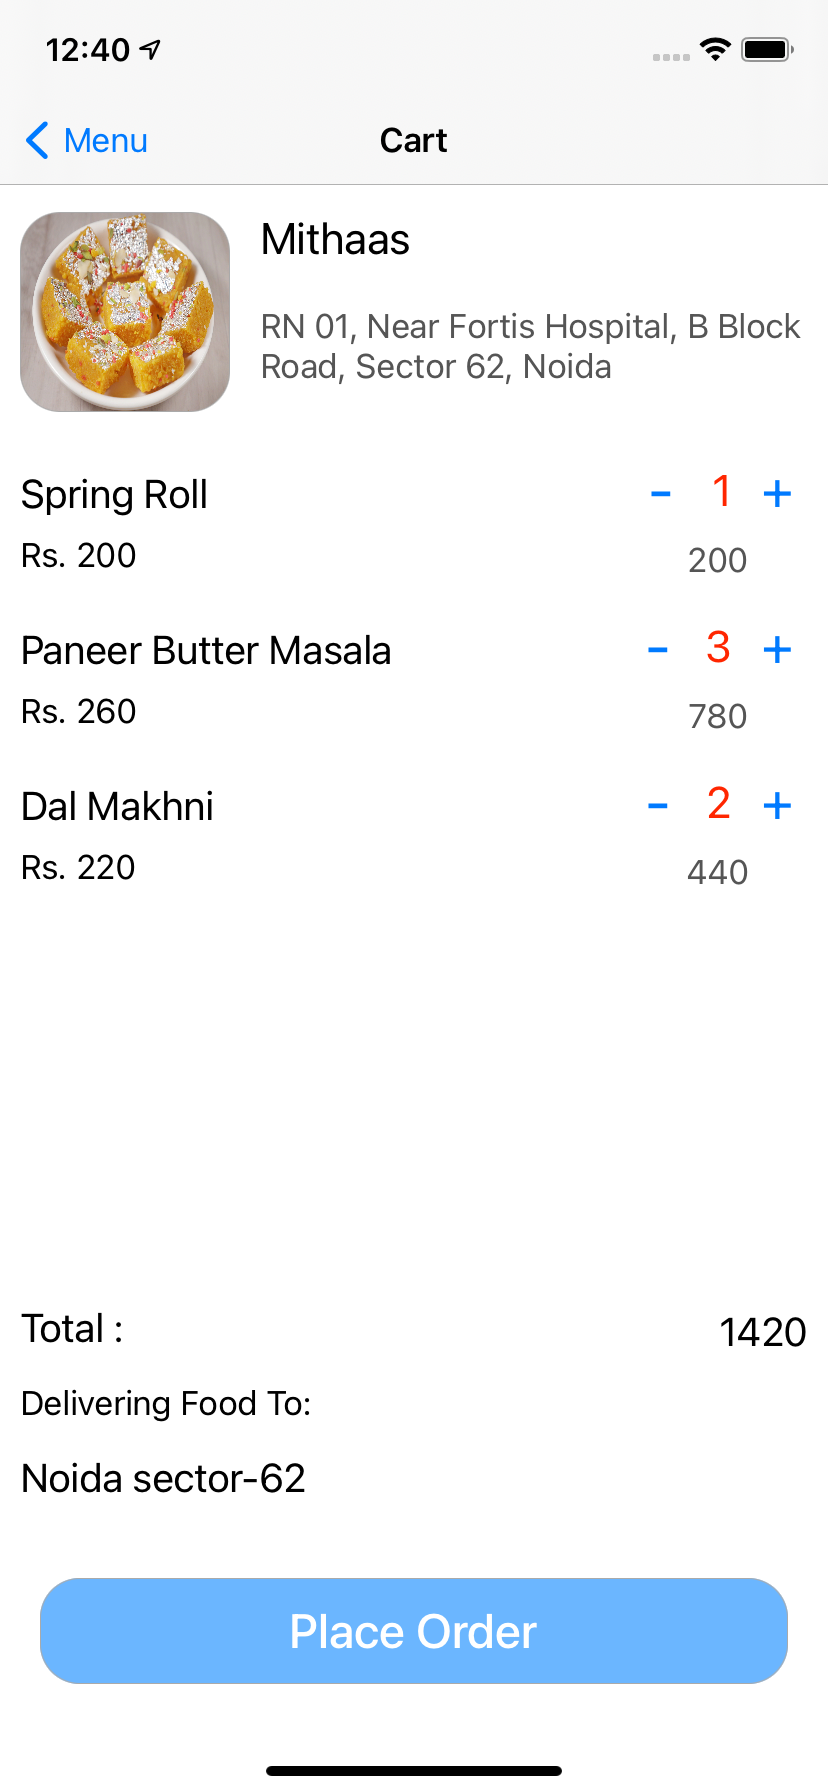 12:40
Menu
Cart
Mithaas
RN 01, Near Fortis Hospital, B Block
Road, Sector 62, Noida
Spring Roll
- 1 +
Rs. 200
200
Paneer Butter Masala
- 3 +
Rs. 260
780
Dal Makhni
- 2 +
Rs. 220
440
Total :
1420
Delivering Food To:
Noida sector-62
Place Order